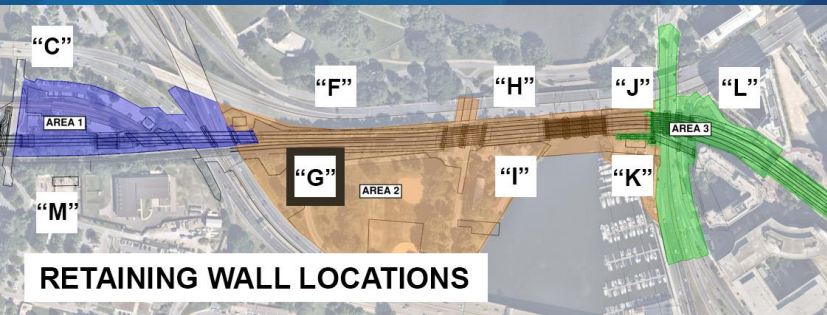 “C”
“F”
“H”
“J”
“L”
AREA 1
AREA 3
“G”
AREA 2
“I”
“K”
“M”
RETAINING WALL LOCATIONS